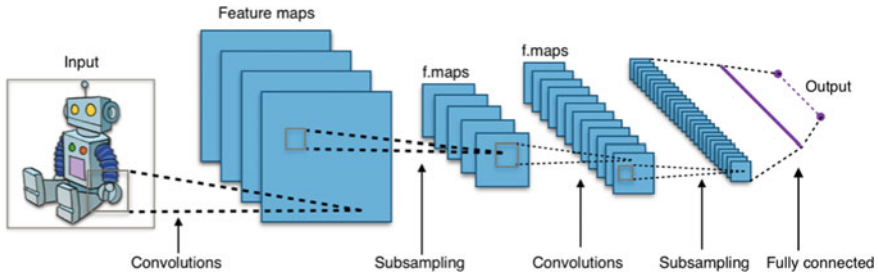 Feature maps
Input
f.maps
f.maps
Output
Convolutions
Subsampling
Convolutions
Subsampling
Fully connected